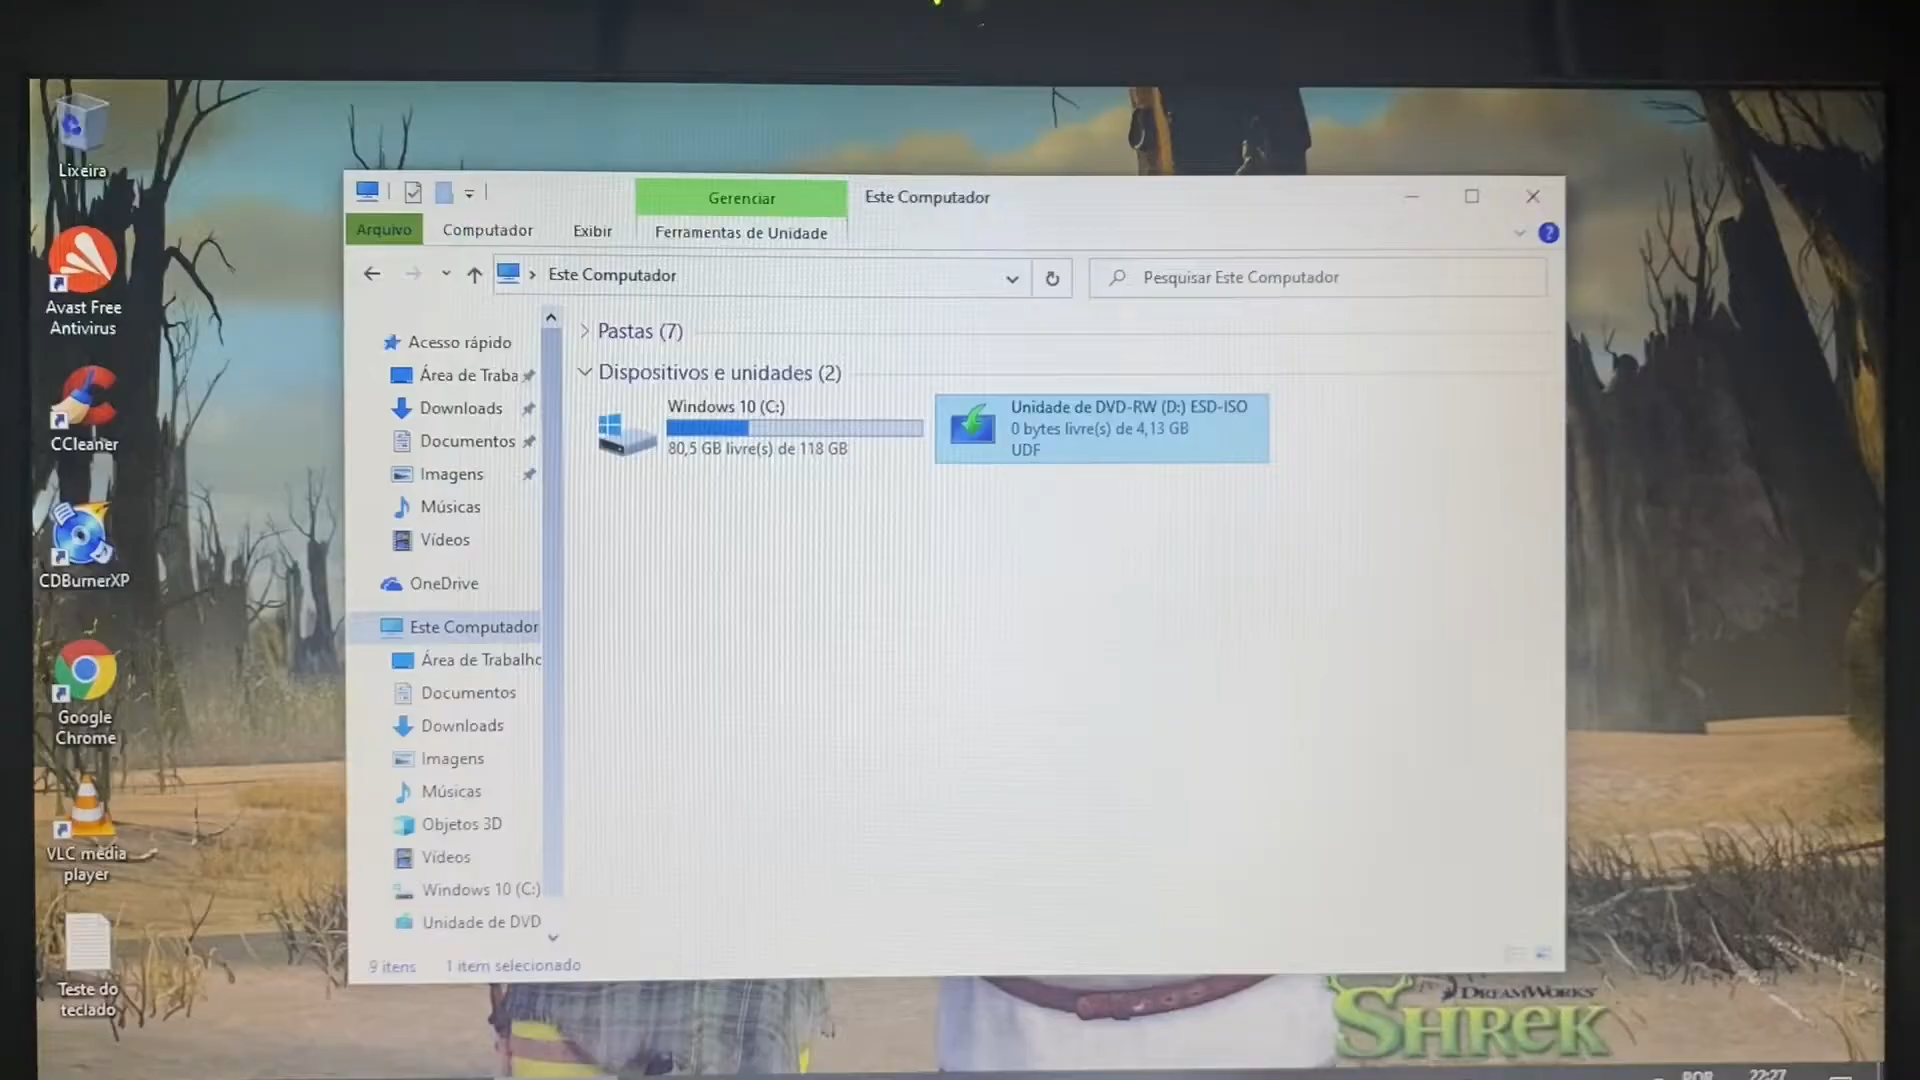 Lixeira
Avast Free
Antivirus
CCleaner
CDBurnerXP
Google
Chrome
VLC media
player
Teste do
teclado
Gerenciar
Este Computador
Arquivo
Computador
Exibir
Ferramentas de Unidade
?
Este Computador
Pesquisar Este Computador
Acesso rápido
Área de Traba
Downloads
Documentos
Imagens
Músicas
Vídeos
OneDrive
Este Computador
Área de Trabalho
Documentos
Downloads
Imagens
Músicas
Objetos 3D
Vídeos
Windows 10 (C:)
Unidade de DVD
Pastas (7)
Dispositivos e unidades (2)
Windows 10 (C:)
80,5 GB livre(s) de 118 GB
Unidade de DVD-RW (D:) ESD-ISO
0 bytes livre(s) de 4,13 GB
UDF
9 itens
1 item selecionado
DREAMWORKS
SHREK
POR
22:27